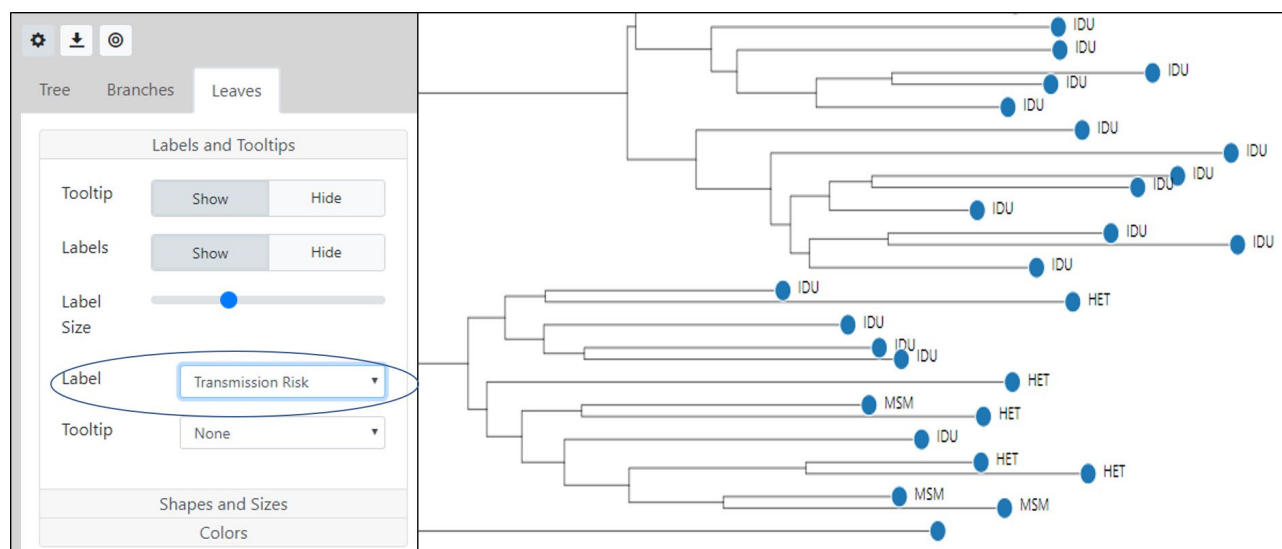 Tree Branches Leaves
Labels and Tooltips
Tooltip Show Hide
Labels Show Hide
Label
Size
Label Transmission Risk
Tooltip None
Shapes and Sizes
Colors
IDU
IDU
IDU
IDU
IDU
IDU
IDU
IDU
IDU
IDU
IDU
IDU
IDU
IDU
HET
IDU
IDU
IDU
HET
MSM
HET
IDU
HET
HET
MSM
MSM